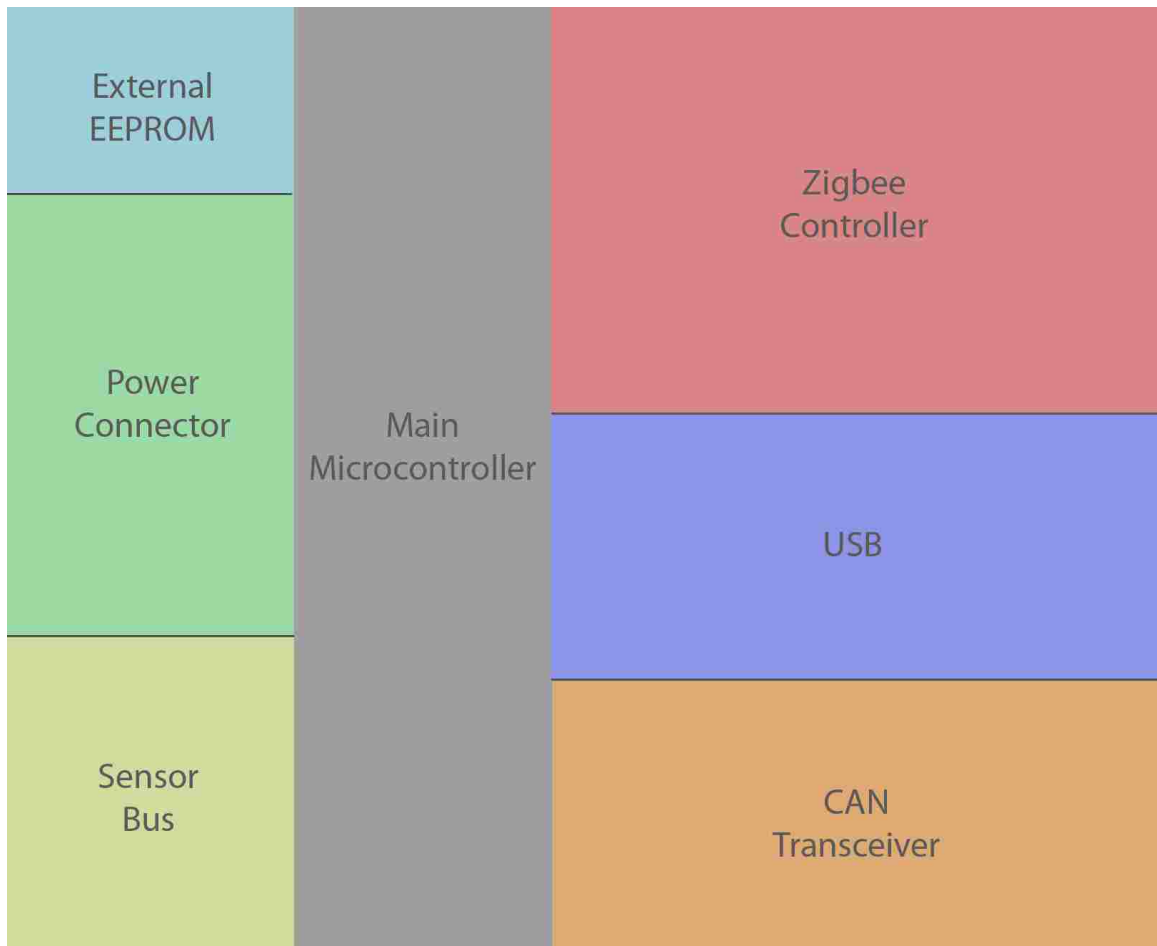 External
EEPROM
Power
Connector
Sensor
Bus
Main
Microcontroller
Zigbee
Controller
USB
CAN
Transceiver